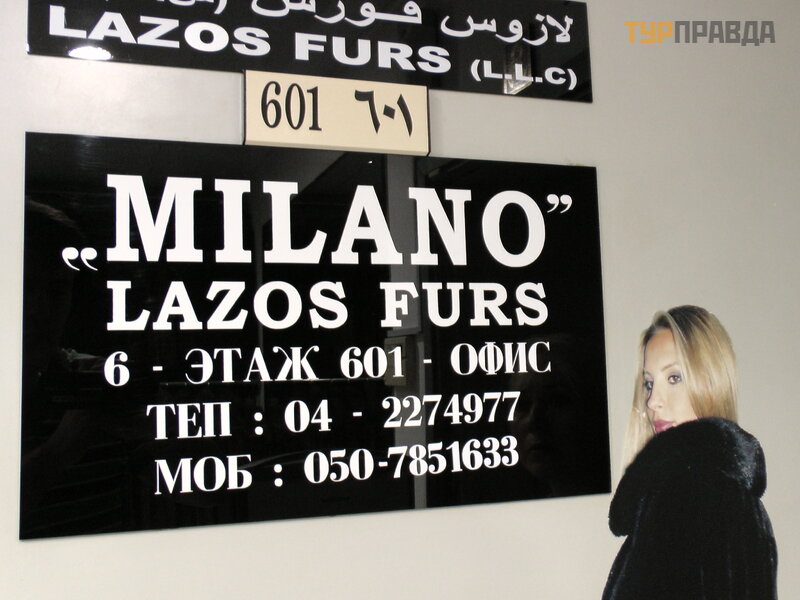 ТУРПРАВДА
لازوس فـورس
LAZOS FURS (L.L.C)
601 ٦٠١
„MILANO”
LAZOS FURS
6 - ЭТАЖ 601 - ОФИС
ТЕП : 04 - 2274977
МОБ : 050-7851633